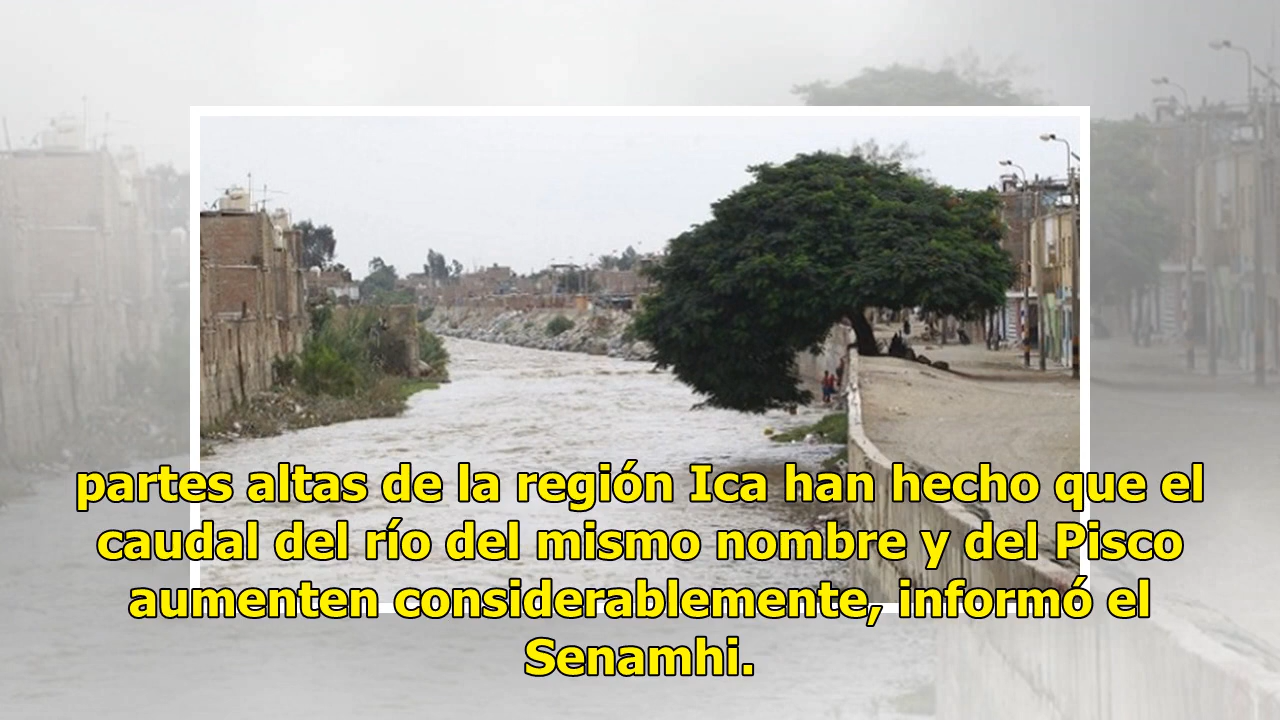 partes altas de la región Ica han hecho que el
caudal del río del mismo nombre y del Pisco
aumenten considerablemente, informó el
Senamhi.